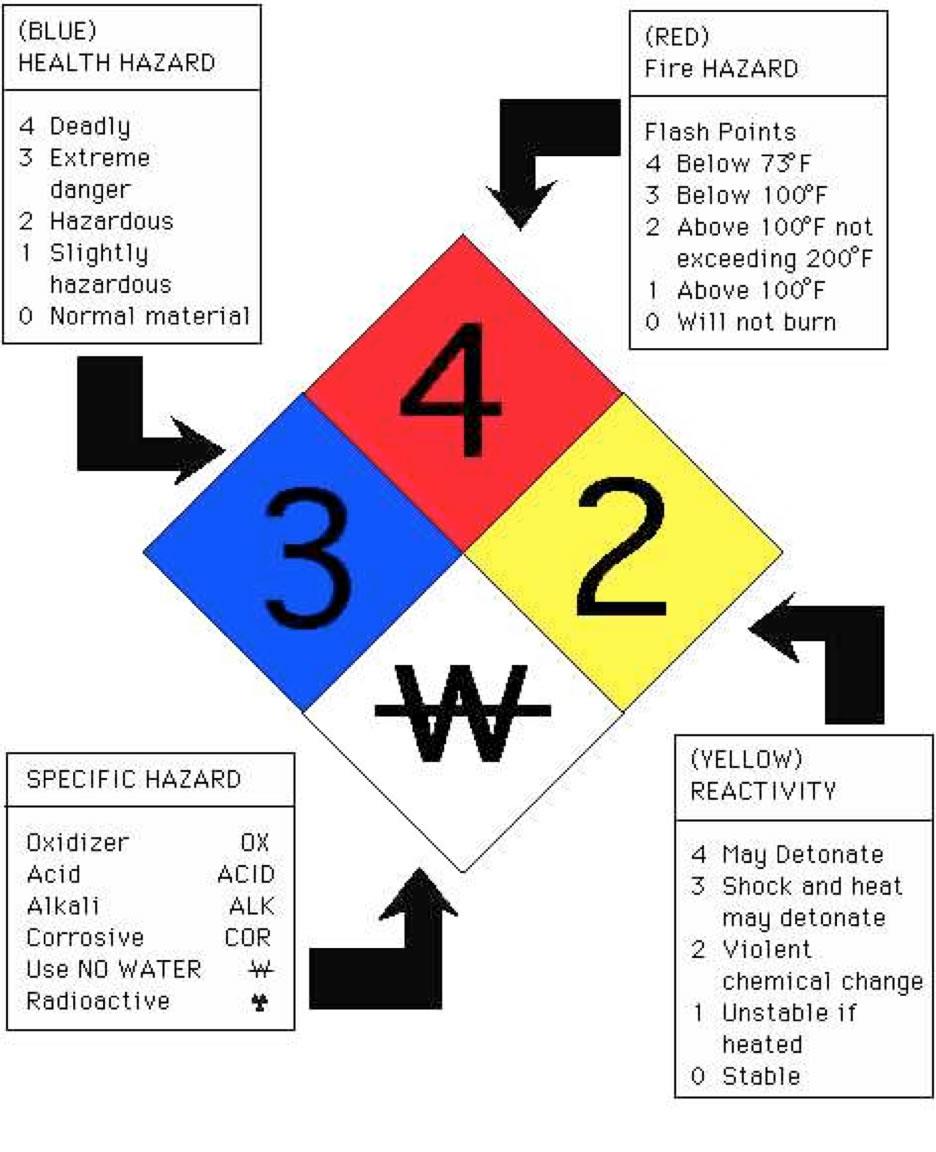 (BLUE)
HEALTH HAZARD
4 Deadly
3 Extreme
danger
2 Hazardous
1 Slightly
hazardous
0 Normal material
(RED)
Fire HAZARD
Flash Points
4 Below 73°F
3 Below 100°F
2 Above 100°F not
exceeding 200°F
1 Above 100°F
0 Will not burn
4
3
2
W
SPECIFIC HAZARD
Oxidizer OX
Acid ACID
Alkali ALK
Corrosive COR
Use NO WATER W
Radioactive
(YELLOW)
REACTIVITY
4 May Detonate
3 Shock and heat
may detonate
2 Violent
chemical change
1 Unstable if
heated
0 Stable